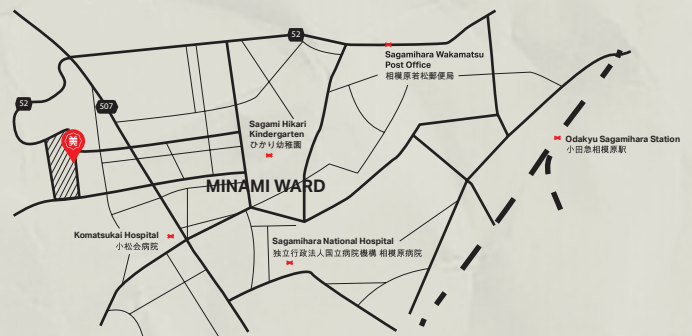 52
Sagamihara Wakamatsu
Post Office
相模原若松郵便局
52
507
Sagami Hikari
Kindergarten
ひかり幼稚園
Odakyu Sagamihara Station
小田急相模原駅
MINAMI WARD
Komatsukai Hospital
小松会病院
Sagamihara National Hospital
独立行政法人国立病院機構 相模原病院